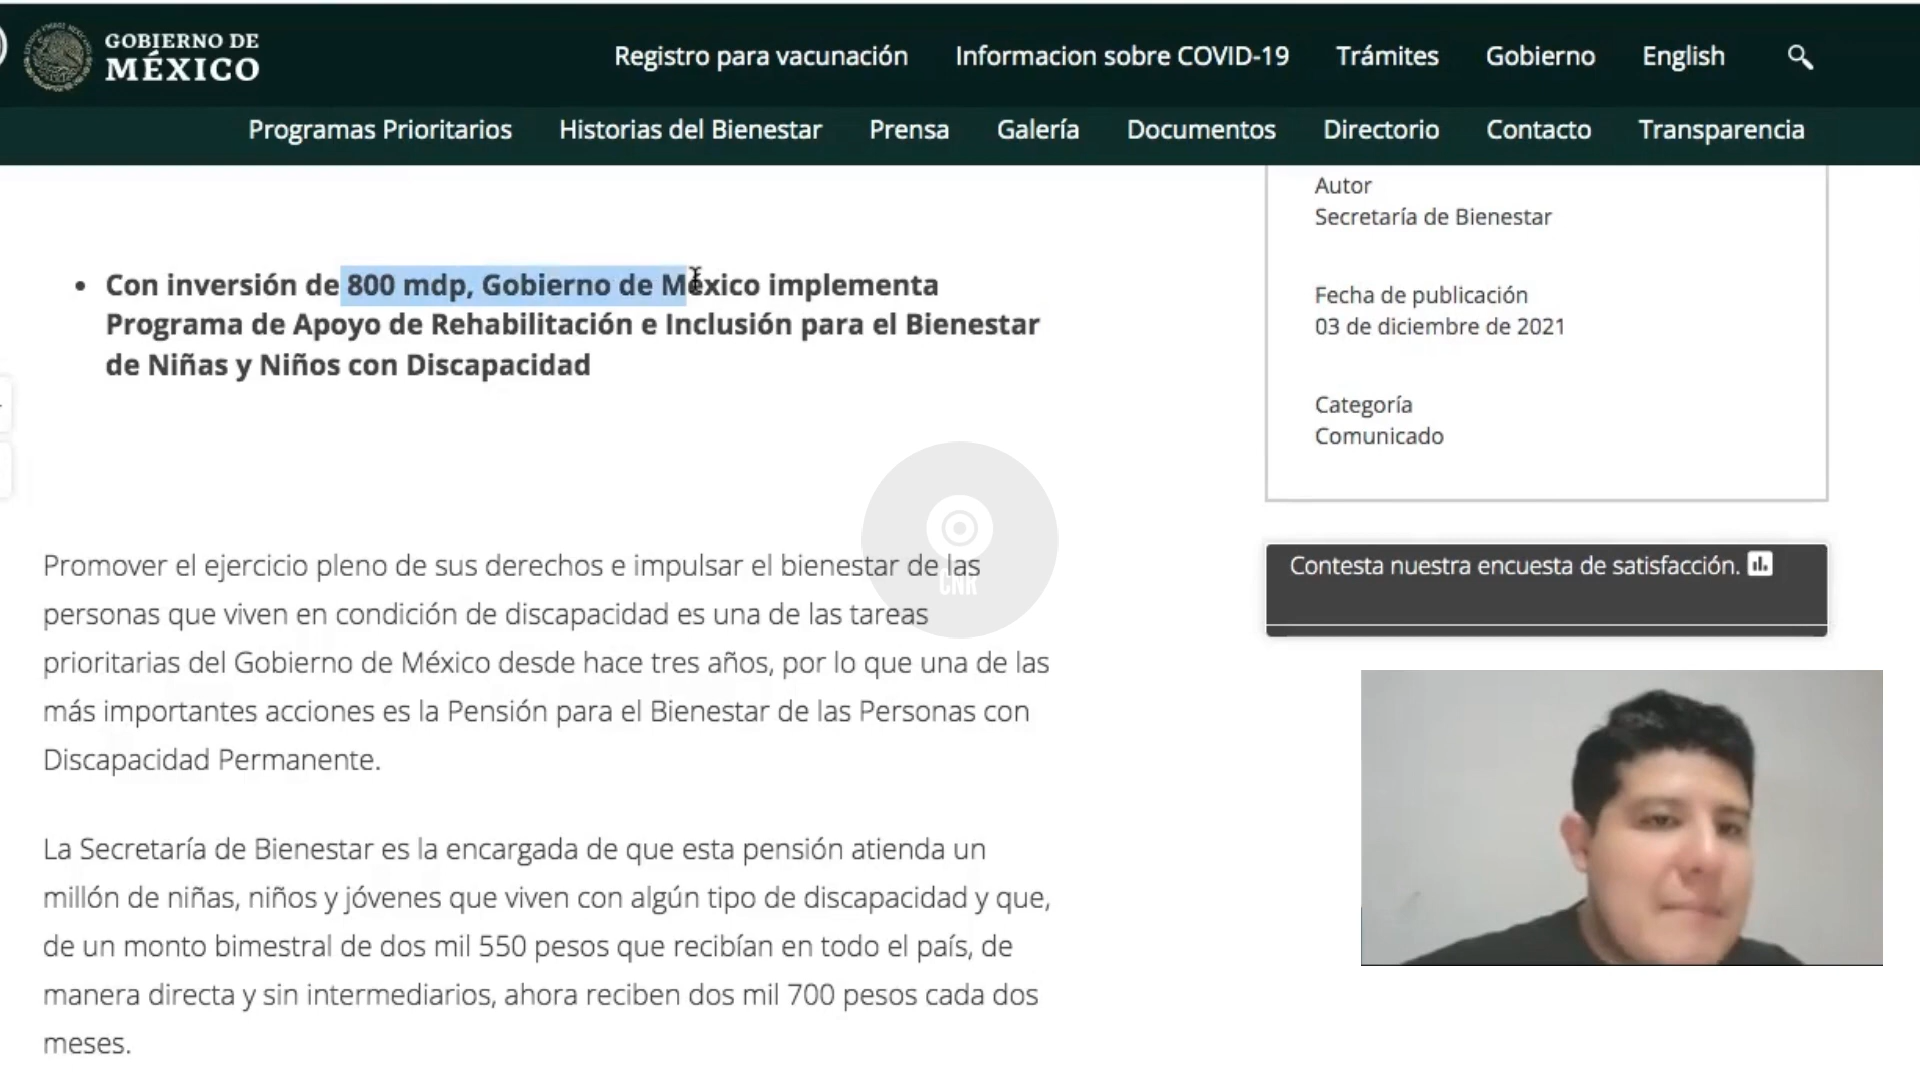 GOBIERNO DE
MÉXICO
Registro para vacunación Informacion sobre COVID-19 Trámites Gobierno English
Programas Prioritarios Historias del Bienestar Prensa Galería Documentos Directorio Contacto Transparencia
Autor
Secretaría de Bienestar
Fecha de publicación
03 de diciembre de 2021
Categoría
Comunicado
• Con inversión de 800 mdp, Gobierno de México implementa
Programa de Apoyo de Rehabilitación e Inclusión para el Bienestar
de Niñas y Niños con Discapacidad
CNR
Contesta nuestra encuesta de satisfacción.
Promover el ejercicio pleno de sus derechos e impulsar el bienestar de las
personas que viven en condición de discapacidad es una de las tareas
prioritarias del Gobierno de México desde hace tres años, por lo que una de las
más importantes acciones es la Pensión para el Bienestar de las Personas con
Discapacidad Permanente.
La Secretaría de Bienestar es la encargada de que esta pensión atienda un
millón de niñas, niños y jóvenes que viven con algún tipo de discapacidad y que,
de un monto bimestral de dos mil 550 pesos que recibían en todo el país, de
manera directa y sin intermediarios, ahora reciben dos mil 700 pesos cada dos
meses.